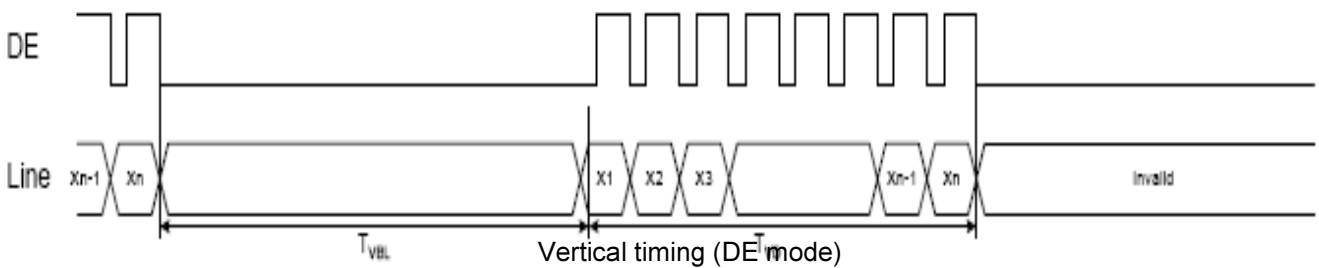 DE
Line Xn-1 Xn X1 X2 X3 Xn-1 Xn Invalid
TVBL
Vertical timing (DE mode)